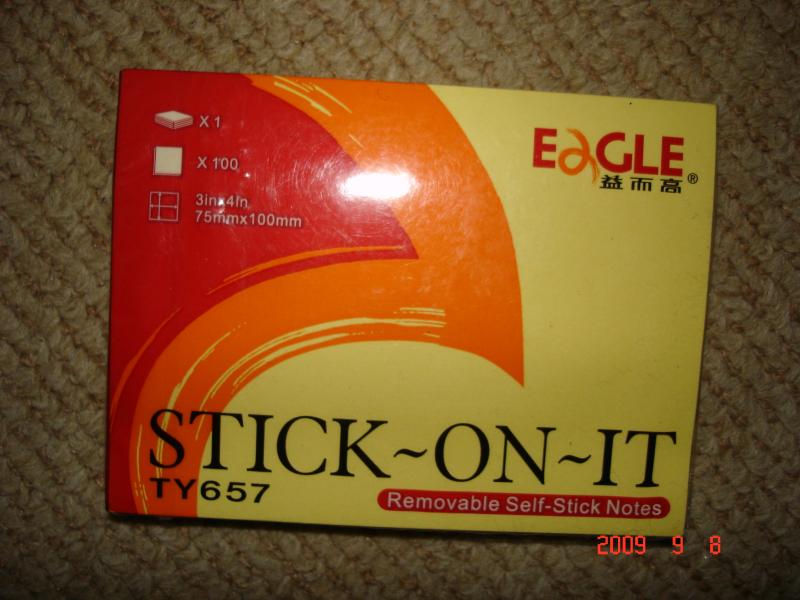 X 1
X 100
3in×4in
75mm×100mm
EAGLE
益而高®
STICK~ON~IT
TY657
Removable Self-Stick Notes
2009 9 8